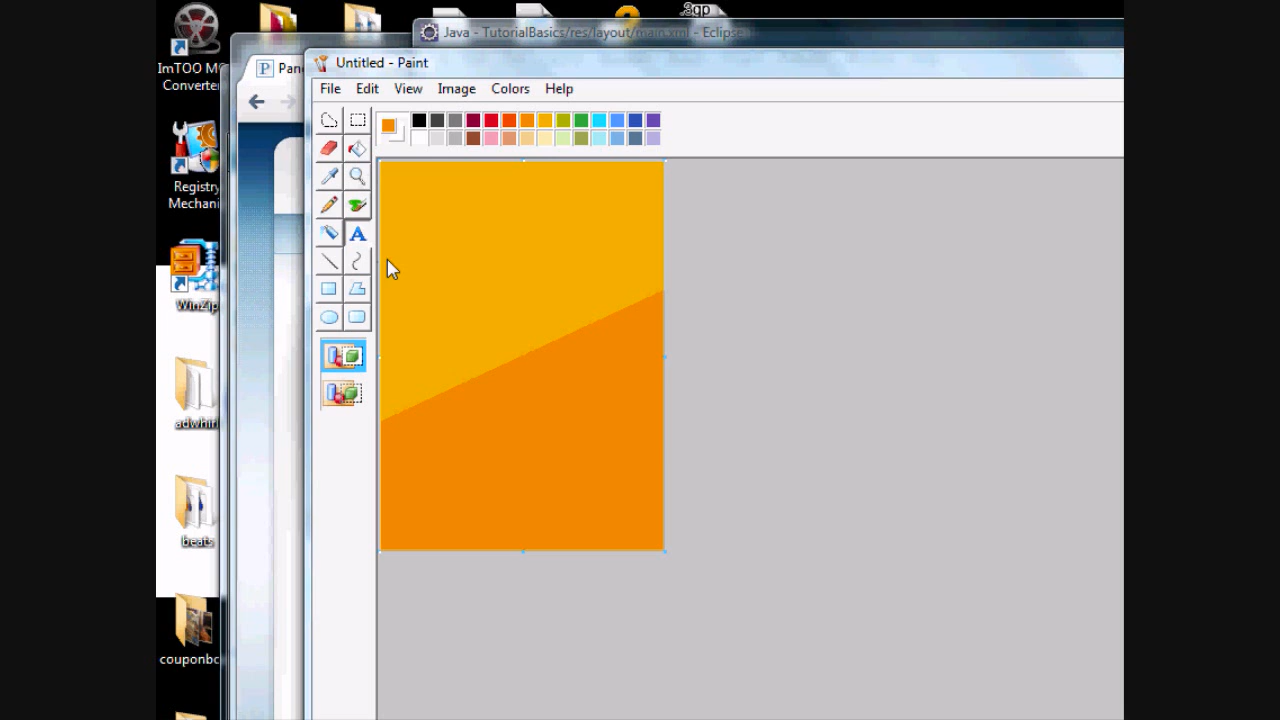 .3gp
Java - TutorialBasics/res/layout/main.xml - Eclipse
ImTOO M
Converter
Pan
Untitled - Paint
File Edit View Image Colors Help
Registry
Mechani
A
WinZip
adwhirl
beats
couponbo